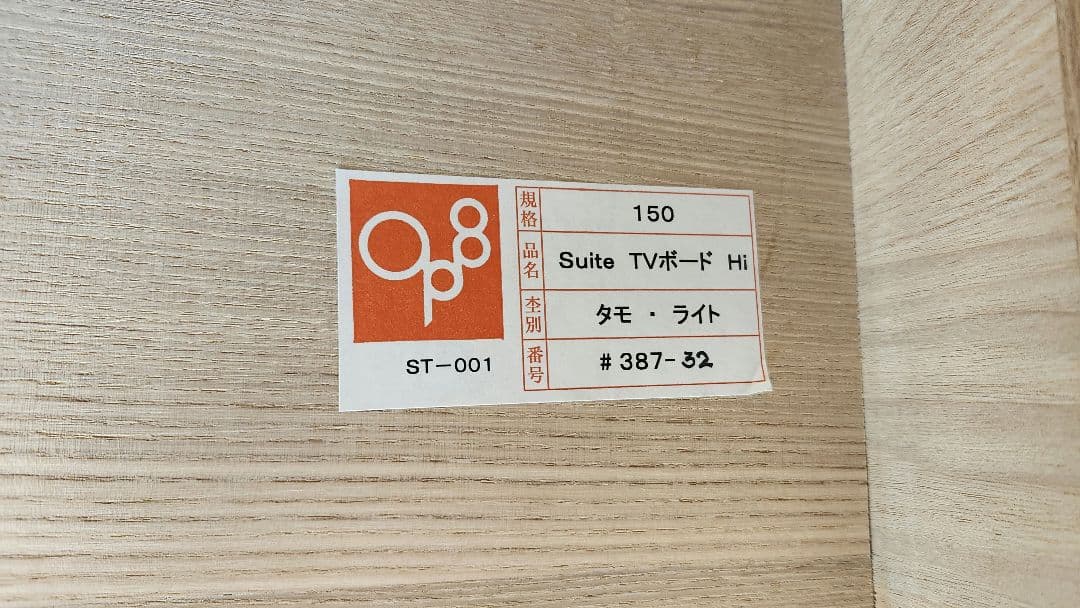 Op8
ST-001
規格 150
品名 Suite TVボード Hi
杢別 タモ・ライト
番号 #387-32